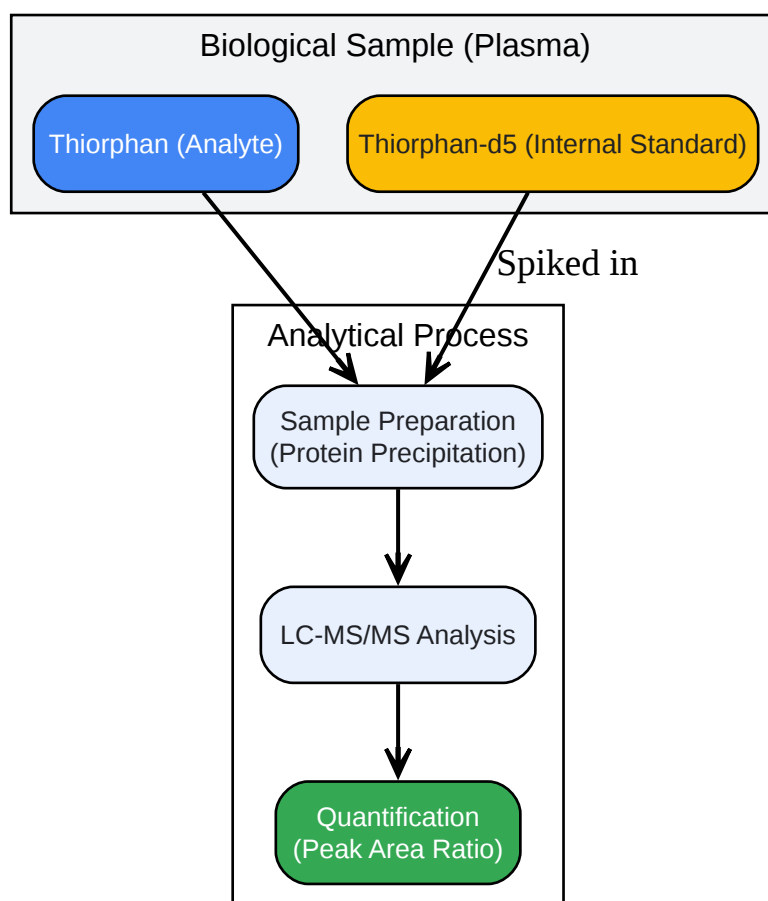 Biological Sample (Plasma)
Thiorphan (Analyte)
Thiorphan-d5 (Internal Standard)
Spiked in
Analytical Process
Sample Preparation
(Protein Precipitation)
LC-MS/MS Analysis
Quantification
(Peak Area Ratio)